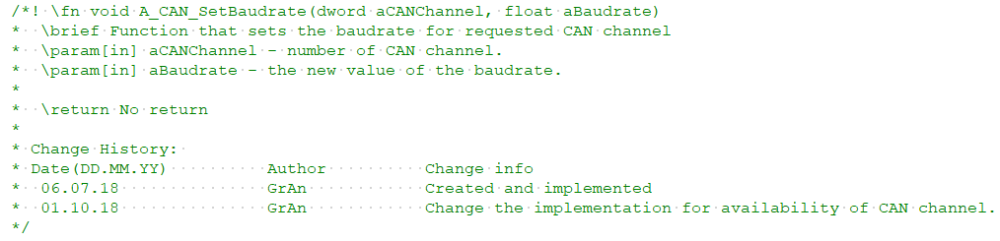 /*! \fn void A_CAN_SetBaudrate(dword aCANChannel, float aBaudrate)
*  \brief Function that sets the baudrate for requested CAN channel
*  \param[in] aCANChannel - number of CAN channel.
*  \param[in] aBaudrate - the new value of the baudrate.
*
*  \return No return
*
* Change History:
* Date(DD.MM.YY)          Author          Change info
*  06.07.18               GrAn            Created and implemented
*  01.10.18               GrAn            Change the implementation for availability of CAN channel.
*/